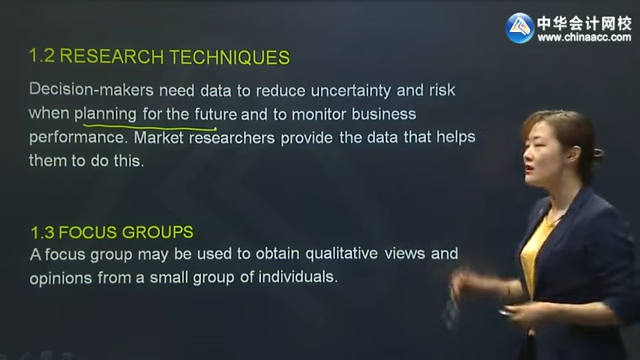 中华会计网校
www.chinaacc.com
1.2 RESEARCH TECHNIQUES
Decision-makers need data to reduce uncertainty and risk
when planning for the future and to monitor business
performance. Market researchers provide the data that helps
them to do this.
1.3 FOCUS GROUPS
A focus group may be used to obtain qualitative views and
opinions from a small group of individuals.